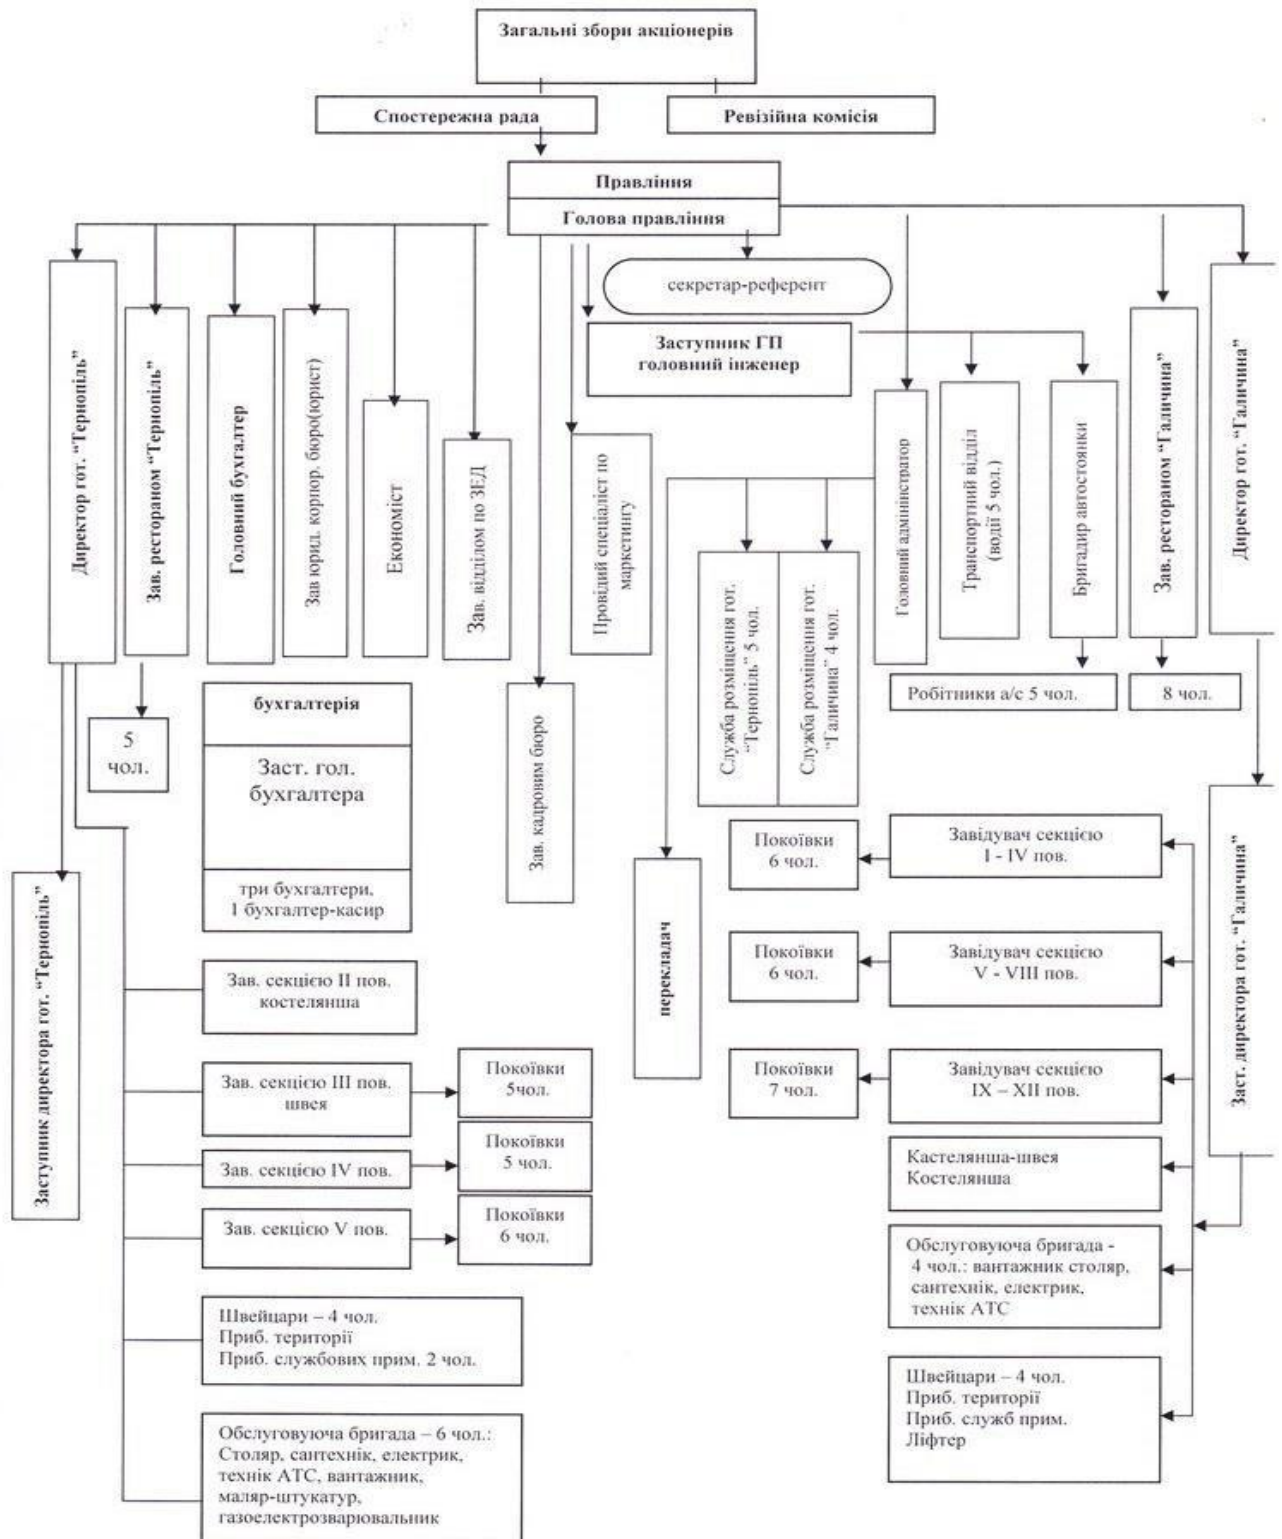 Загальні збори акціонерів
Спостережна рада
Ревізійна комісія
Правління
Голова правління
секретар-референт
Заступник ГП
головний інженер
Директор гот. “Тернопіль”
Зав. рестораном “Тернопіль”
Головний бухгалтер
Зав юрид. корпор. бюро(юрист)
Економіст
Зав. відділом по ЗЕД
Зав. кадровим бюро
Провідий спеціаліст по
маркетингу
Служба розміщення гот.
“Тернопіль” 5 чол.
Служба розміщення гот.
“Галичина” 4 чол.
Головний адміністратор
Транспортний відділ
(водії 5 чол.)
Бригадир автостоянки
Зав. рестораном “Галичина”
Директор гот. “Галичина”
Робітники а/с 5 чол.
8 чол.
5
чол.
бухгалтерія
Заст. гол.
бухгалтера
три бухгалтери,
1 бухгалтер-касир
Заступник директора гот. “Тернопіль”
перекладач
Заст. директора гот. “Галичина”
Покоївки
6 чол.
Завідувач секцією
I - IV пов.
Покоївки
6 чол.
Завідувач секцією
V - VIII пов.
Покоївки
7 чол.
Завідувач секцією
IX – XII пов.
Зав. секцією II пов.
костелянша
Зав. секцією III пов.
швея
Покоївки
5чол.
Зав. секцією IV пов.
Покоївки
5 чол.
Зав. секцією V пов.
Покоївки
6 чол.
Швейцари – 4 чол.
Приб. території
Приб. службових прим. 2 чол.
Обслуговуюча бригада – 6 чол.:
Столяр, сантехнік, електрик,
технік АТС, вантажник,
маляр-штукатур,
газоелектрозварювальник
Кастелянша-швея
Костелянша
Обслуговуюча бригада -
4 чол.: вантажник столяр,
сантехнік, електрик,
технік АТС
Швейцари – 4 чол.
Приб. території
Приб. служб прим.
Ліфтер